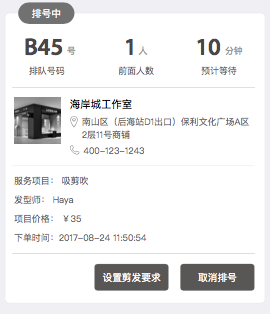 排号中
B45 号 1 人 10 分钟
排队号码 前面人数 预计等待
海岸城工作室
南山区（后海站D1出口）保利文化广场A区
2层11号商铺
400-123-1243
服务项目： 吸剪吹
发型师： Haya
项目价格： ￥35
下单时间：2017-08-24 11:50:54
设置剪发要求 取消排号